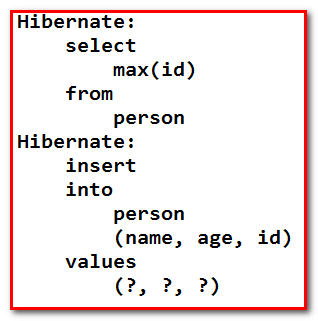 Hibernate:
    select
        max(id)
    from
        person
Hibernate:
    insert
    into
        person
        (name, age, id)
    values
        (?, ?, ?)